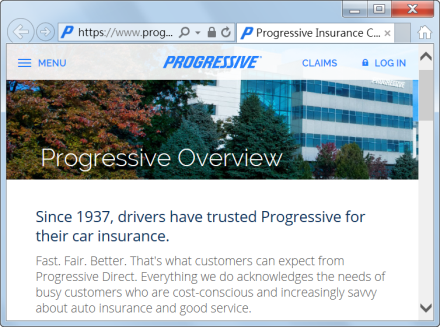 https://www.prog...
Progressive Insurance C...
MENU
PROGRESSIVE
CLAIMS
LOG IN
Progressive Overview
Since 1937, drivers have trusted Progressive for
their car insurance.
Fast. Fair. Better. That's what customers can expect from
Progressive Direct. Everything we do acknowledges the needs of
busy customers who are cost-conscious and increasingly savvy
about auto insurance and good service.